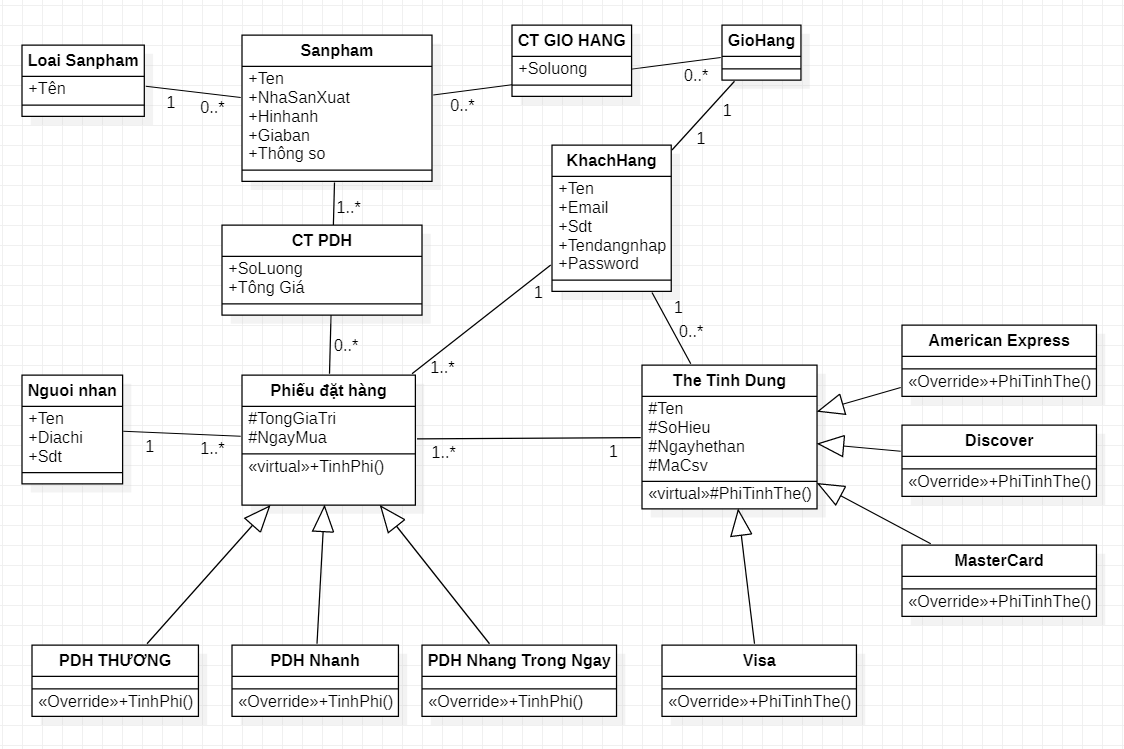 Loai Sanpham
+Tên
1
0..*
Sanpham
+Ten
+NhaSanXuat
+Hinhanh
+Giaban
+Thông so
0..*
CT GIO HANG
+Soluong
0..*
GioHang
1
1
KhachHang
+Ten
+Email
+Sdt
+Tendangnhap
+Password
1..*
CT PDH
+SoLuong
+Tông Giá
0..*
1
1..*
1
0..*
Nguoi nhan
+Ten
+Diachi
+Sdt
1
1..*
Phiếu đặt hàng
#TongGiaTri
#NgayMua
«virtual»+TinhPhi()
1..*
1
The Tinh Dung
#Ten
#SoHieu
#Ngayhethan
#MaCsv
«virtual»#PhiTinhThe()
American Express
«Override»+PhiTinhThe()
Discover
«Override»+PhiTinhThe()
MasterCard
«Override»+PhiTinhThe()
PDH THƯƠNG
«Override»+TinhPhi()
PDH Nhanh
«Override»+TinhPhi()
PDH Nhang Trong Ngay
«Override»+TinhPhi()
Visa
«Override»+PhiTinhThe()